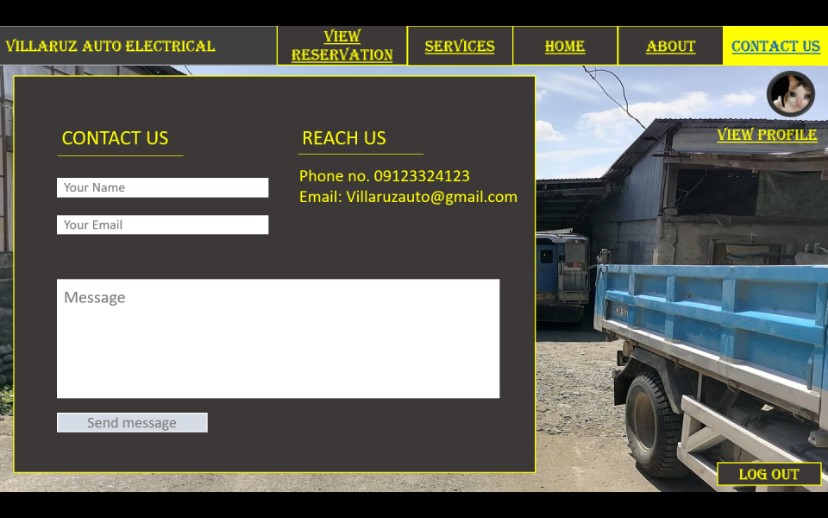 VILLARUZ AUTO ELECTRICAL
VIEW
RESERVATION
SERVICES
HOME
ABOUT
CONTACT US
VIEW PROFILE
CONTACT US
REACH US
Phone no. 09123324123
Email: Villaruzauto@gmail.com
Your Name
Your Email
Message
Send message
LOG OUT